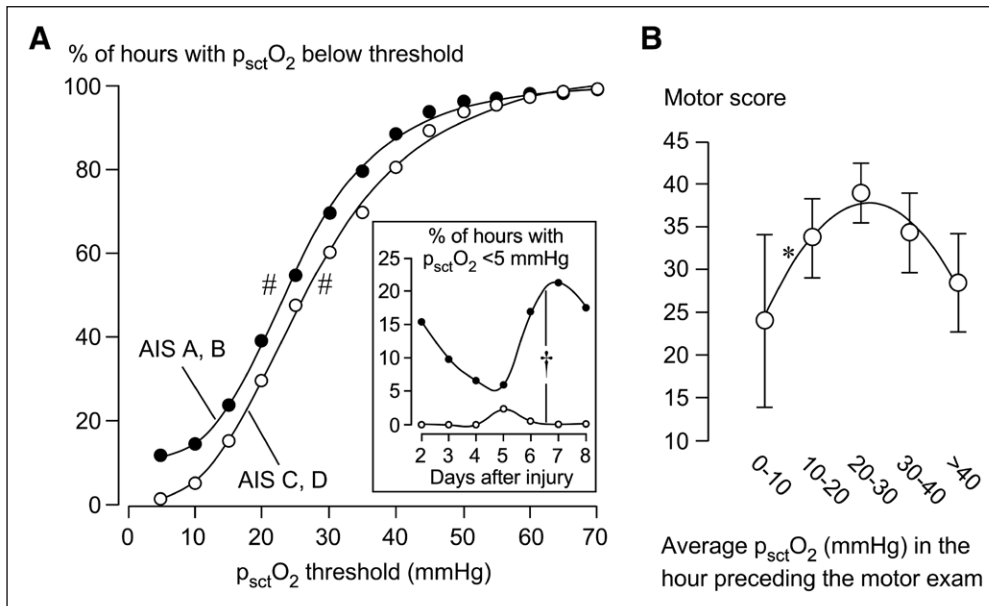 A
% of hours with psctO2 below threshold
100
80
60
40
20
0
#
#
AIS A, B
AIS C, D
% of hours with
psctO2 <5 mmHg
25
20
15
10
5
0
†
2 3 4 5 6 7 8
Days after injury
0 10 20 30 40 50 60 70
psctO2 threshold (mmHg)
B
Motor score
45
40
35
30
25
20
15
10
*
0-10 10-20 20-30 30-40 >40
Average psctO2 (mmHg) in the
hour preceding the motor exam